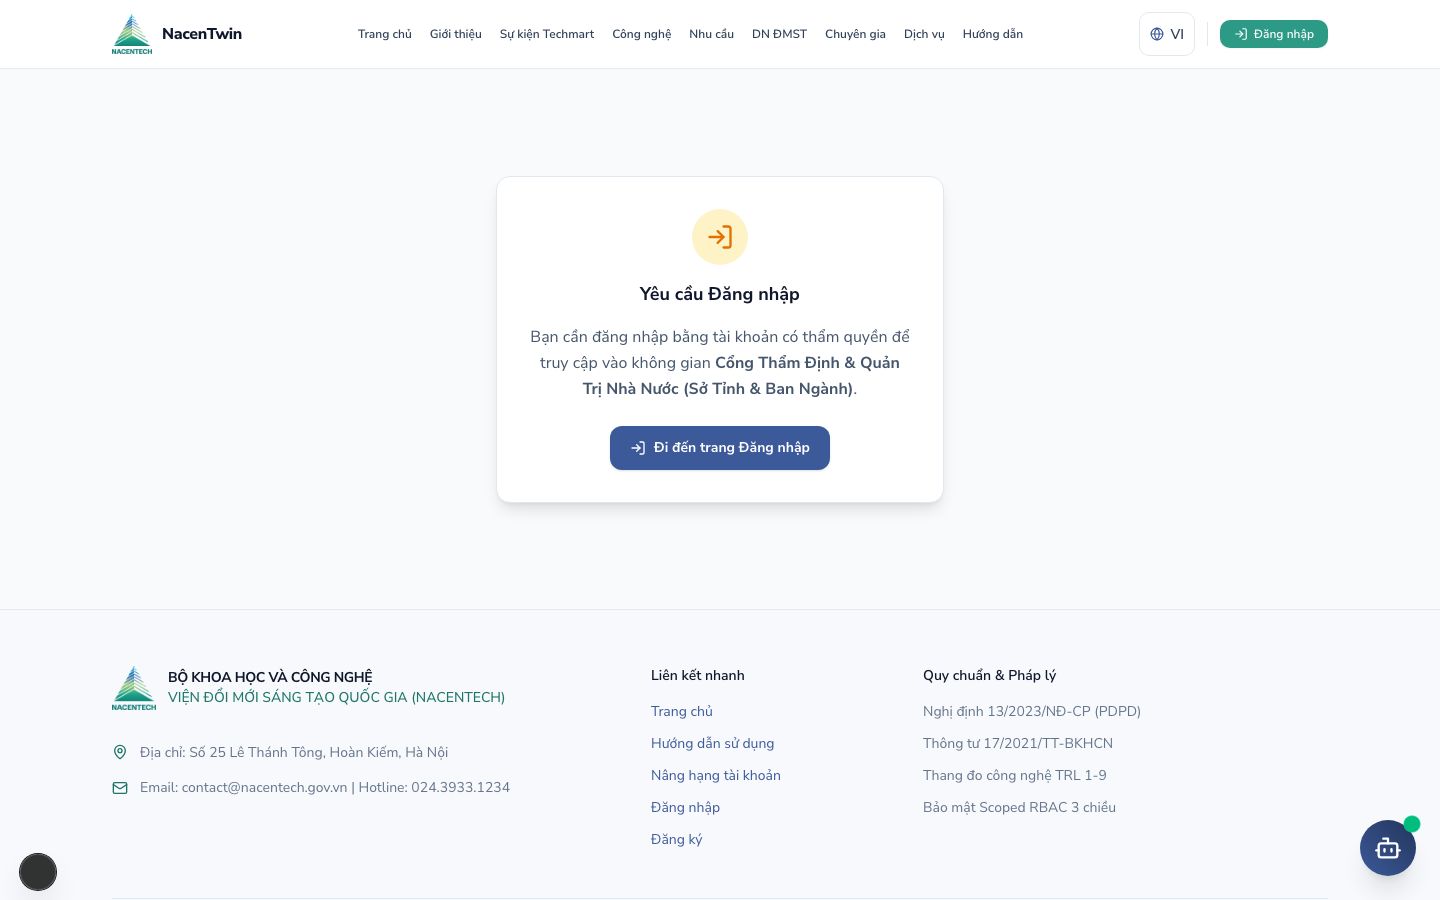 NACENTECH
NacenTwin
Trang chủ
Giới thiệu
Sự kiện Techmart
Công nghệ
Nhu cầu
DN ĐMST
Chuyên gia
Dịch vụ
Hướng dẫn
VI
Đăng nhập
Yêu cầu Đăng nhập
Bạn cần đăng nhập bằng tài khoản có thẩm quyền để
truy cập vào không gian Cổng Thẩm Định & Quản
Trị Nhà Nước (Sở Tỉnh & Ban Ngành).
Đi đến trang Đăng nhập
NACENTECH
BỘ KHOA HỌC VÀ CÔNG NGHỆ
VIỆN ĐỔI MỚI SÁNG TẠO QUỐC GIA (NACENTECH)
Địa chỉ: Số 25 Lê Thánh Tông, Hoàn Kiếm, Hà Nội
Email: contact@nacentech.gov.vn | Hotline: 024.3933.1234
Liên kết nhanh
Trang chủ
Hướng dẫn sử dụng
Nâng hạng tài khoản
Đăng nhập
Đăng ký
Quy chuẩn & Pháp lý
Nghị định 13/2023/NĐ-CP (PDPD)
Thông tư 17/2021/TT-BKHCN
Thang đo công nghệ TRL 1-9
Bảo mật Scoped RBAC 3 chiều